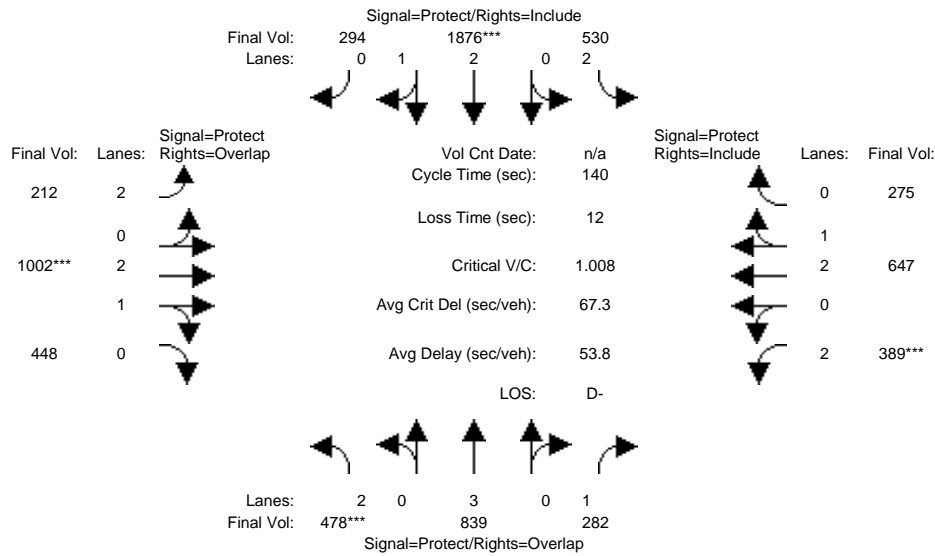 Signal=Protect/Rights=Include
Final Vol: 294 1876*** 530
Lanes: 0 1 2 0 2
Signal=Protect
Final Vol: Lanes: Rights=Overlap
Vol Cnt Date: n/a
Signal=Protect
Rights=Include Lanes: Final Vol:
Cycle Time (sec): 140
212 2
0 275
Loss Time (sec): 12
0
1
1002*** 2
Critical V/C: 1.008
2 647
1
Avg Crit Del (sec/veh): 67.3
0
448 0
Avg Delay (sec/veh): 53.8
2 389***
LOS: D-
Lanes: 2 0 3 0 1
Final Vol: 478*** 839 282
Signal=Protect/Rights=Overlap